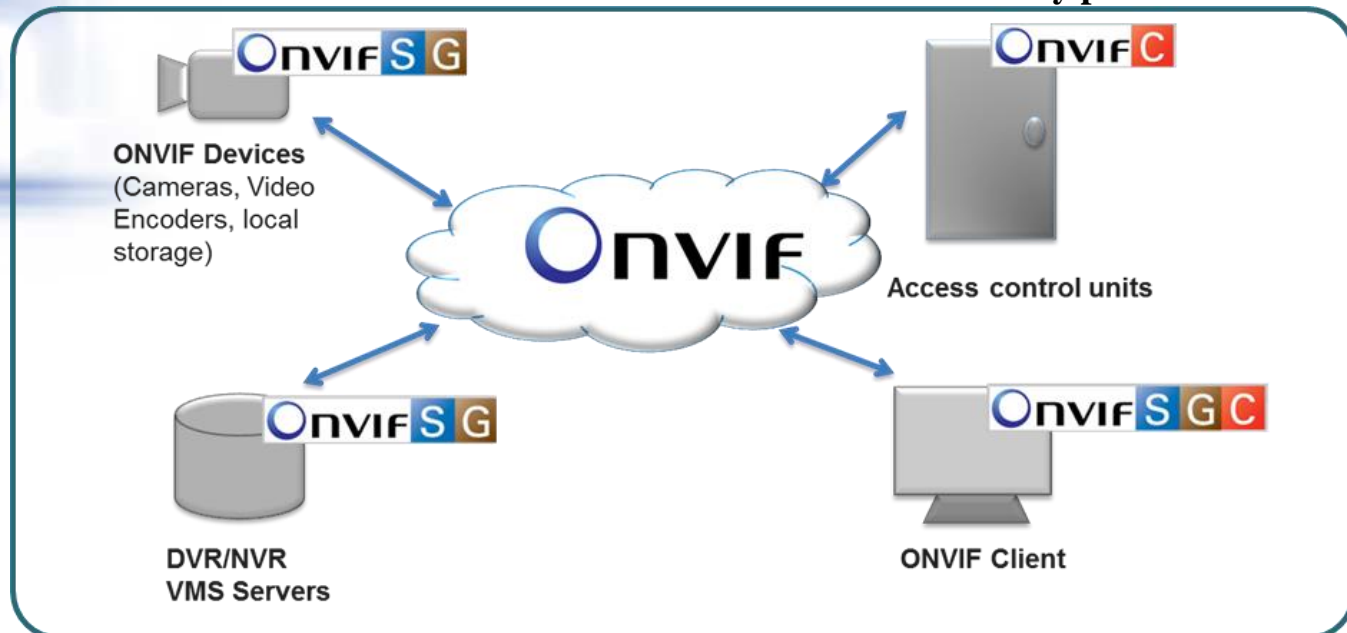 ONVIF S G
ONVIF C
ONVIF Devices
(Cameras, Video
Encoders, local
storage)
ONVIF
Access control units
ONVIF S G
ONVIF S G C
DVR/NVR
VMS Servers
ONVIF Client